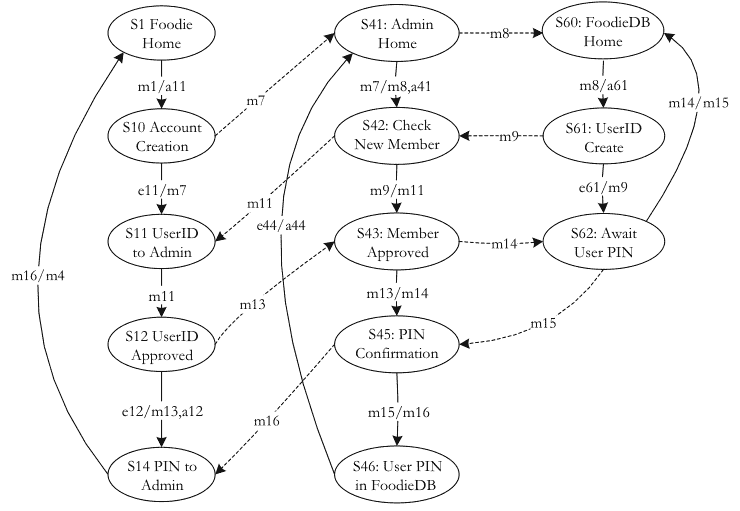 S1 Foodie
Home
S41: Admin
Home
m8
S60: FoodieDB
Home
m1/a11
m7
m7/m8,a41
m8/a61
m14/m15
S10 Account
Creation
S42: Check
New Member
m9
S61: UserID
Create
e11/m7
m11
m9/m11
e61/m9
e44/a44
S11 UserID
to Admin
S43: Member
Approved
m14
S62: Await
User PIN
m16/m4
m11
m13
m13/m14
m15
S12 UserID
Approved
S45: PIN
Confirmation
e12/m13,a12
m16
m15/m16
S14 PIN to
Admin
S46: User PIN
in FoodieDB